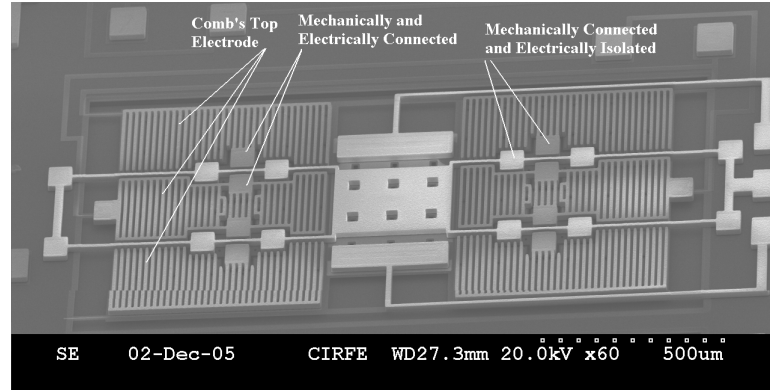 Comb's Top
Electrode
Mechanically and
Electrically Connected
Mechanically Connected
and Electrically Isolated
SE 02-Dec-05 CIRFE WD27.3mm 20.0kV x60 500um